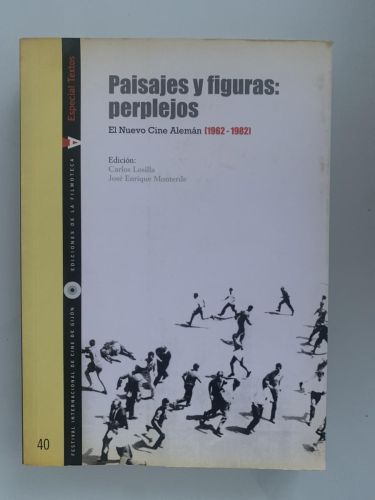 Paisajes y figuras:
perplejos
El Nuevo Cine Alemán (1962-1982)
Edición:
Carlos Losilla
José Enrique Monterde
Especial Textos
EDICIONES DE LA FILMOTECA
FESTIVAL INTERNACIONAL DE CINE DE GIJÓN
40